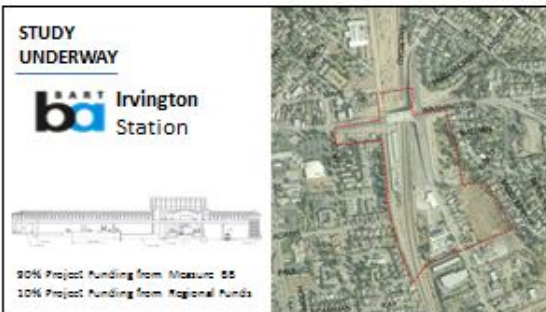 STUDY
UNDERWAY
BART
ba
Irvington
Station
90% Project Funding from Measure BB
10% Project Funding from Regional Funds